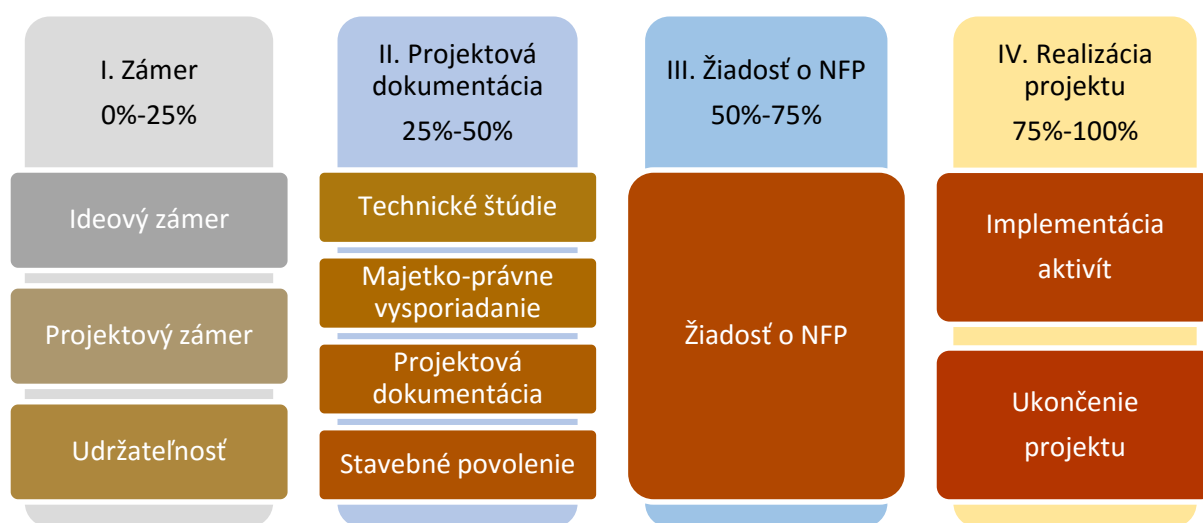 I. Zámer
0%-25%
Ideový zámer
Projektový zámer
Udržateľnosť
II. Projektová
dokumentácia
25%-50%
Technické štúdie
Majetko-právne
vysporiadanie
Projektová
dokumentácia
Stavebné povolenie
III. Žiadosť o NFP
50%-75%
Žiadosť o NFP
IV. Realizácia
projektu
75%-100%
Implementácia
aktivít
Ukončenie
projektu